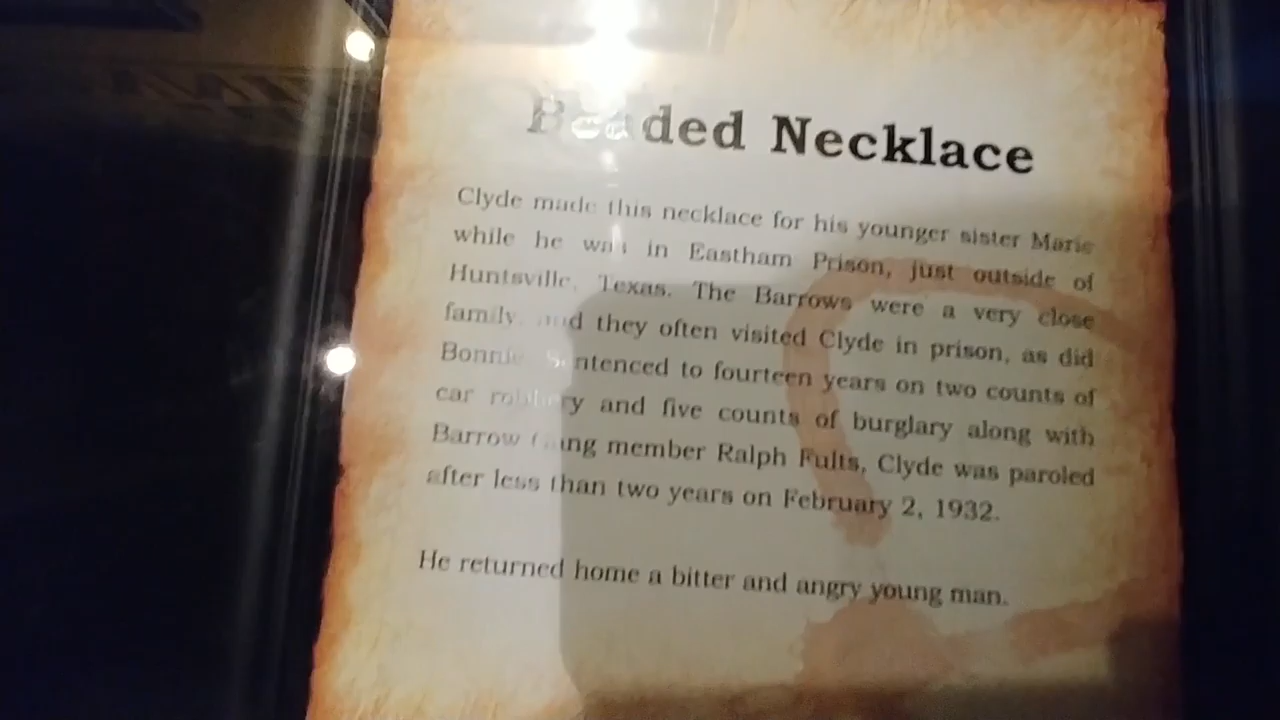 Beaded Necklace
Clyde made this necklace for his younger sister Marie
while he was in Eastham Prison, just outside of
Huntsville, Texas. The Barrows were a very close
family, and they often visited Clyde in prison, as did
Bonnie. Sentenced to fourteen years on two counts of
car robbery and five counts of burglary along with
Barrow Gang member Ralph Fults, Clyde was paroled
after less than two years on February 2, 1932.
He returned home a bitter and angry young man.